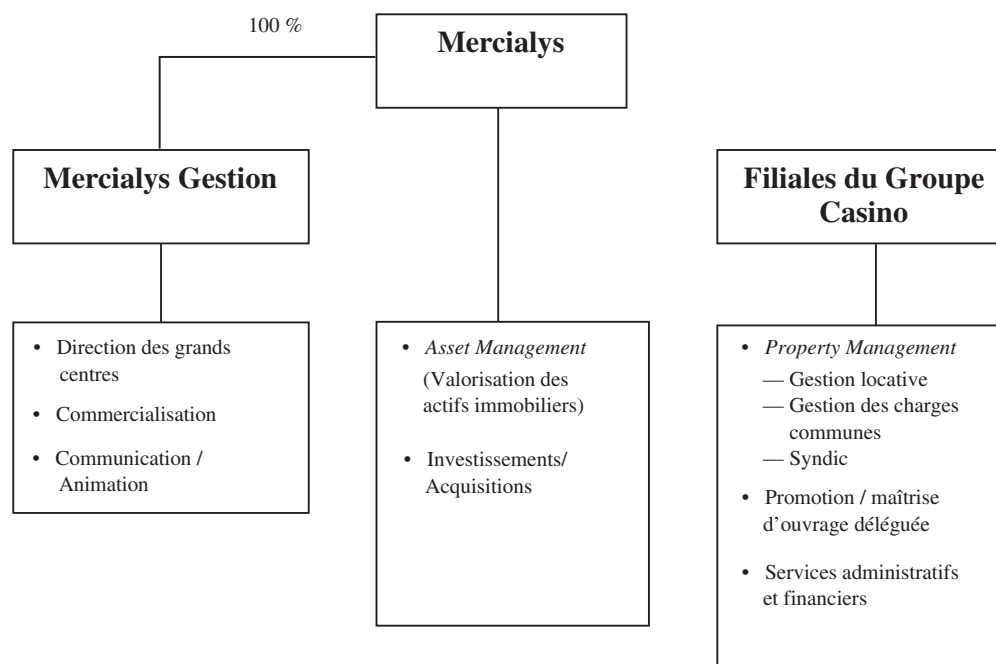 100 %
Mercialys
Mercialys Gestion
Filiales du Groupe
Casino
• Direction des grands
centres
• Commercialisation
• Communication /
Animation
• Asset Management
(Valorisation des
actifs immobiliers)
• Investissements/
Acquisitions
• Property Management
— Gestion locative
— Gestion des charges
communes
— Syndic
• Promotion / maîtrise
d’ouvrage déléguée
• Services administratifs
et financiers